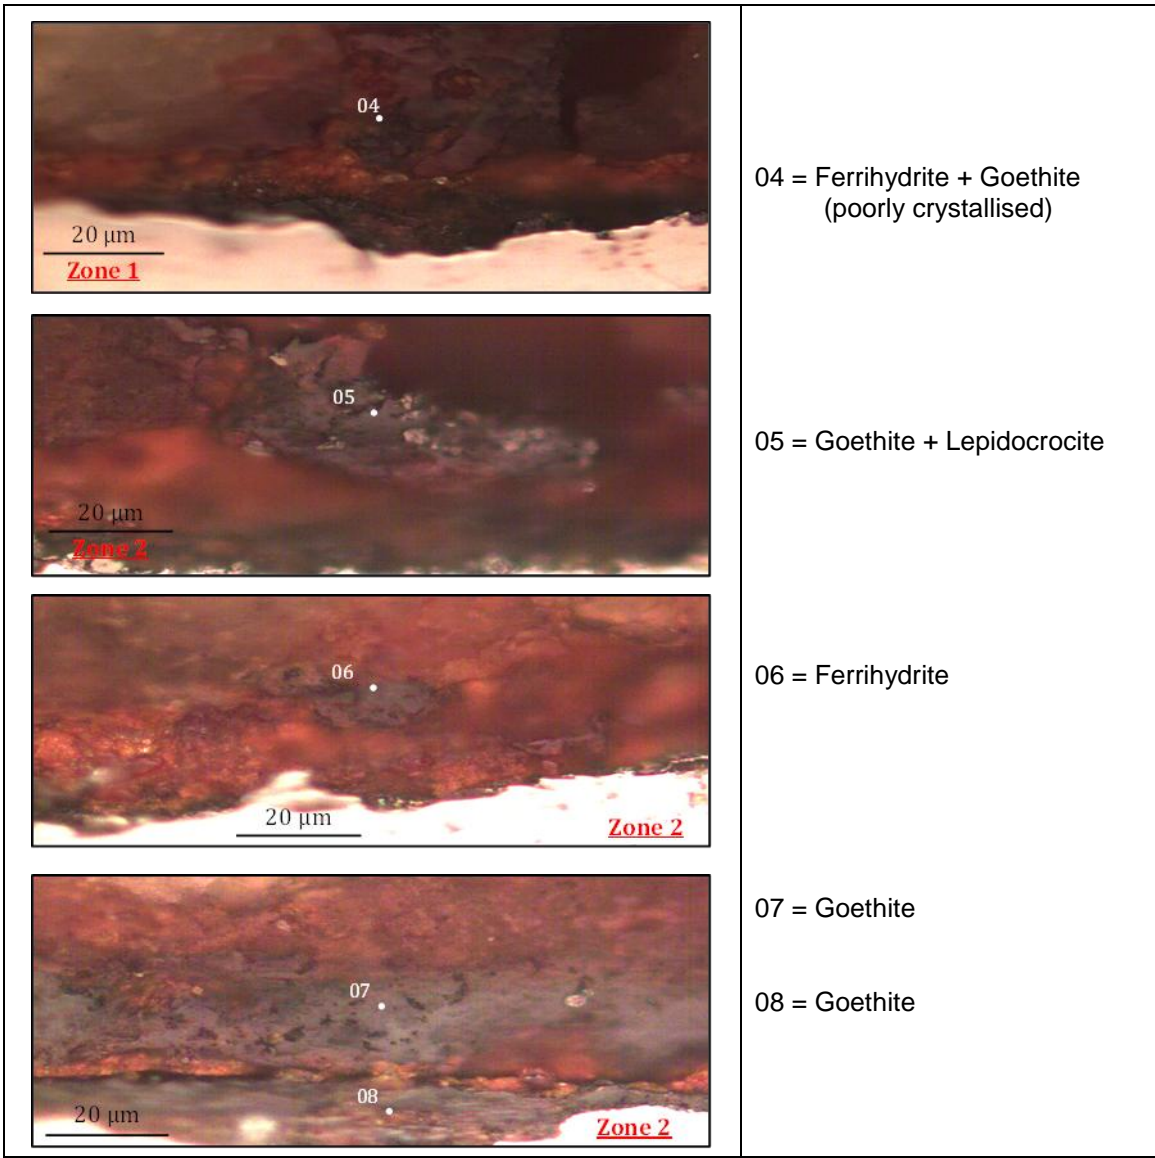 04
20 µm
Zone 1
04 = Ferrihydrite + Goethite
(poorly crystallised)
05
20 µm
Zone 2
05 = Goethite + Lepidocrocite
06
20 µm
Zone 2
06 = Ferrihydrite
07
08
20 µm
Zone 2
07 = Goethite
08 = Goethite